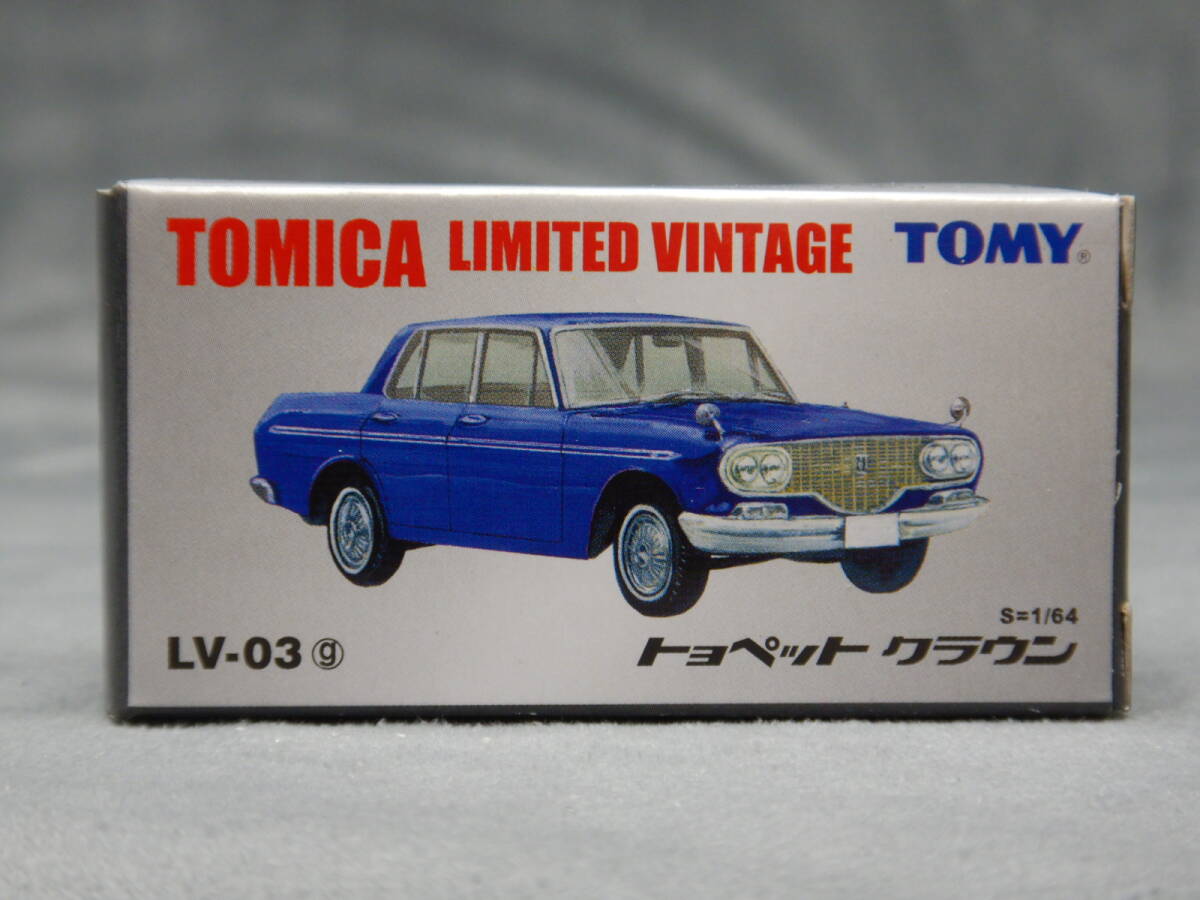 TOMICA LIMITED VINTAGE TOMY®
S=1/64
LV-03 ⓖ トヨペット クラウン